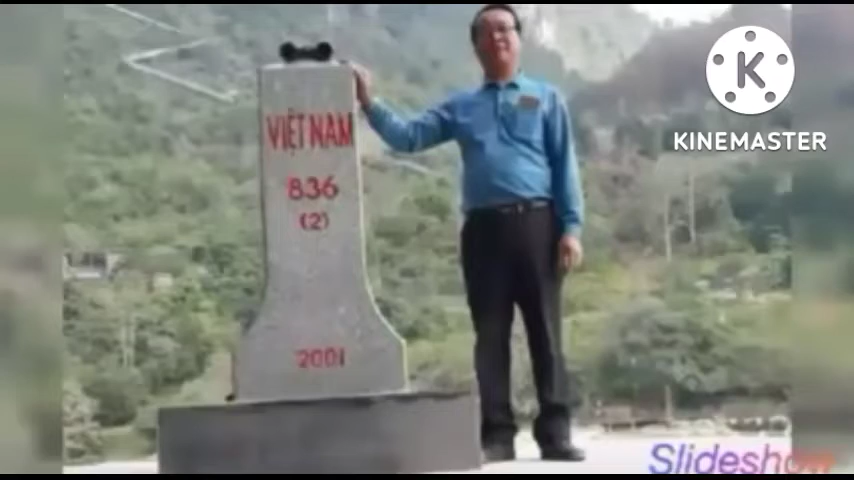 VIỆT NAM
836
(2)
2001
K
KINEMASTER
Slideshow